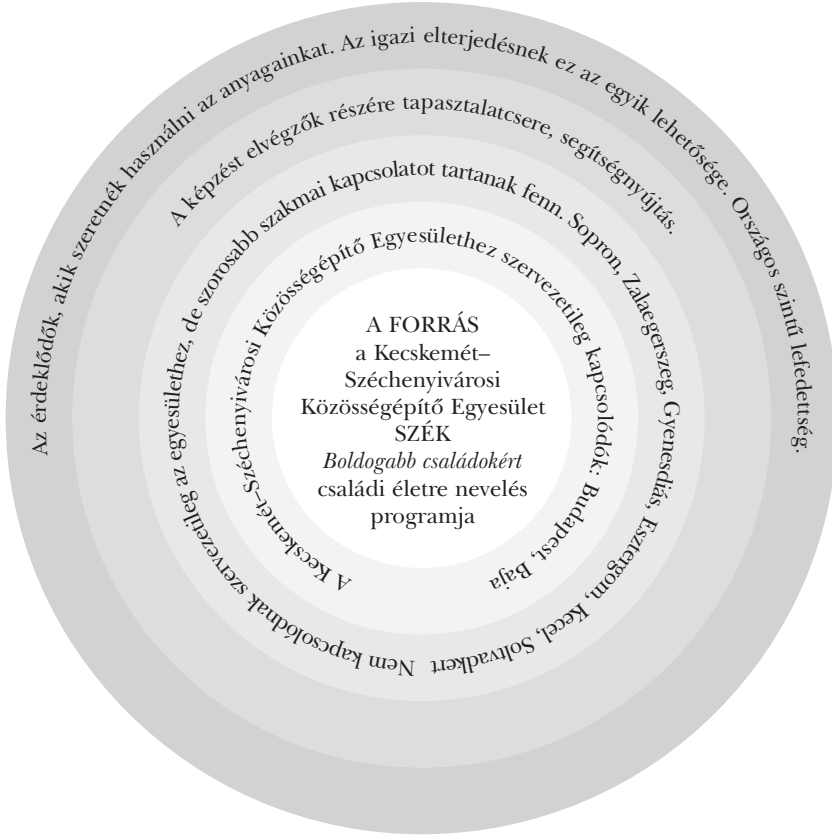 Az érdeklődők, akik szeretnék használni az anyagainkat. Az igazi elterjedésnek ez az egyik lehetősége. Országos szintű lefedettség.
A képzést elvégzők részére tapasztalatcsere, segítségnyújtás.
Nem kapcsolódnak szervezetileg az egyesülethez, de szorosabb szakmai kapcsolatot tartanak fenn. Sopron, Zalaegerszeg, Gyenesdiás, Esztergom, Kecel, Soltvadkert
A Kecskemét–Széchenyivárosi Közösségépítő Egyesülethez szervezetileg kapcsolódók: Budapest, Baja
A FORRÁS
a Kecskemét–
Széchenyivárosi
Közösségépítő Egyesület
SZÉK
Boldogabb családokért
családi életre nevelés
programja